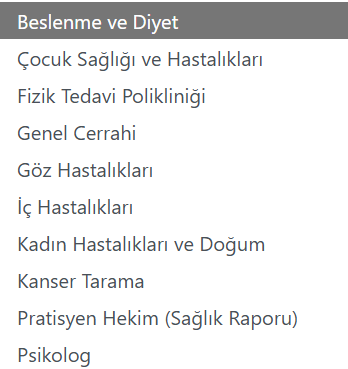 Beslenme ve Diyet
Çocuk Sağlığı ve Hastalıkları
Fizik Tedavi Polikliniği
Genel Cerrahi
Göz Hastalıkları
İç Hastalıkları
Kadın Hastalıkları ve Doğum
Kanser Tarama
Pratisyen Hekim (Sağlık Raporu)
Psikolog